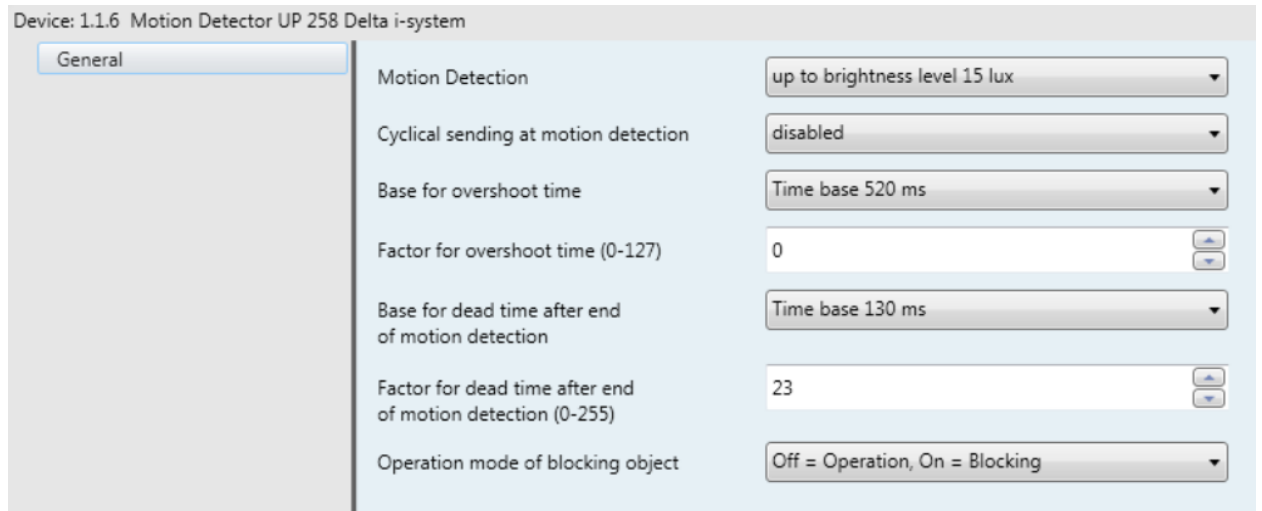 Device: 1.1.6 Motion Detector UP 258 Delta i-system
General
Motion Detection
up to brightness level 15 lux
Cyclical sending at motion detection
disabled
Base for overshoot time
Time base 520 ms
Factor for overshoot time (0-127)
0
Base for dead time after end
of motion detection
Time base 130 ms
Factor for dead time after end
of motion detection (0-255)
23
Operation mode of blocking object
Off = Operation, On = Blocking